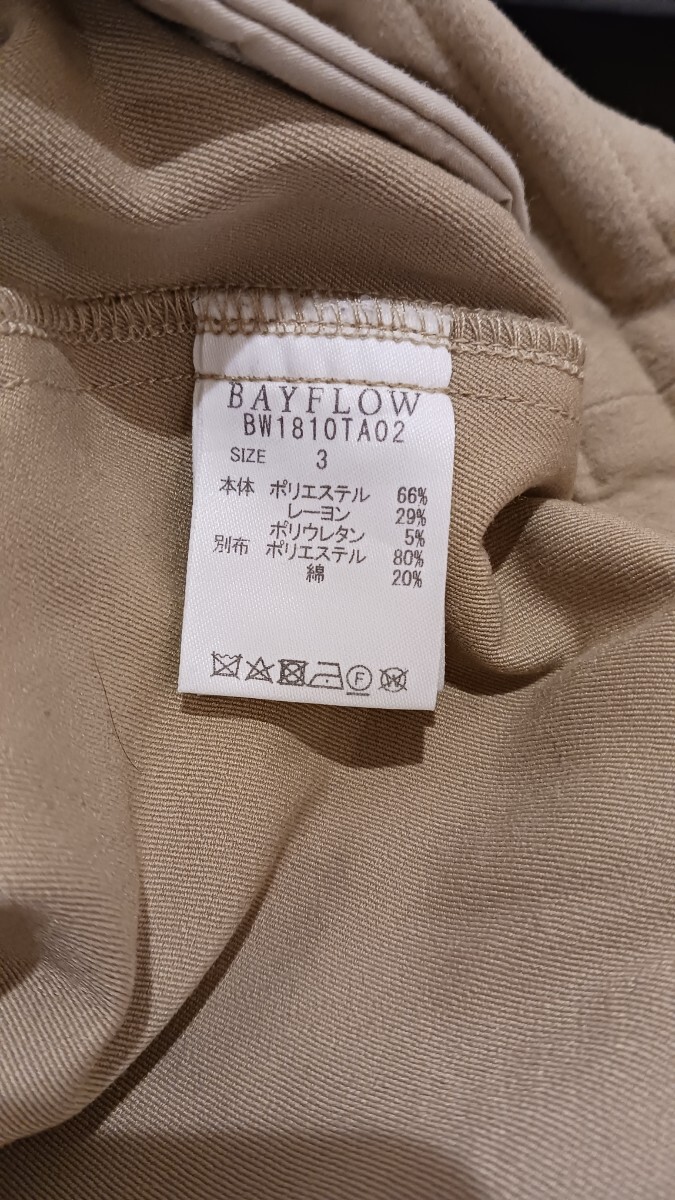 BAYFLOW
BW1810TA02
SIZE 3
本体 ポリエステル 66%
レーヨン 29%
ポリウレタン 5%
別布 ポリエステル 80%
綿 20%
F W